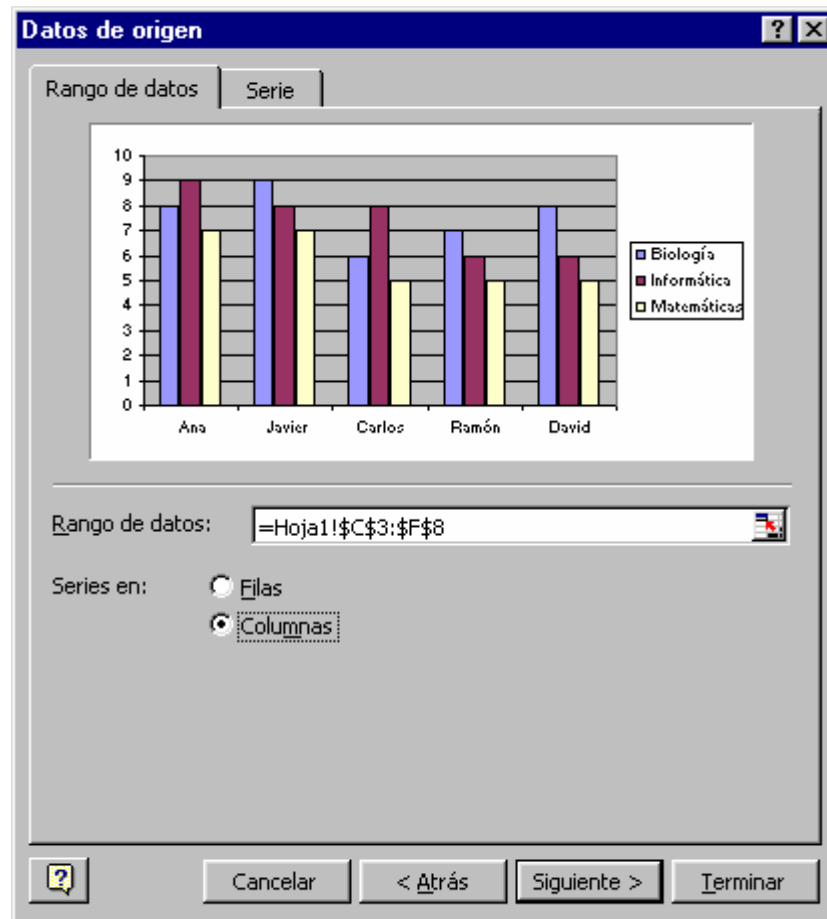 Datos de origen
Rango de datos Serie
10
9
8
7
6
5
4
3
2
1
0
Ana Javier Carlos Ramón David
Biología
Informática
Matemáticas
Rango de datos: =Hoja1!$C$3:$F$8
Series en: Filas
Columnas
Cancelar < Atrás Siguiente > Terminar